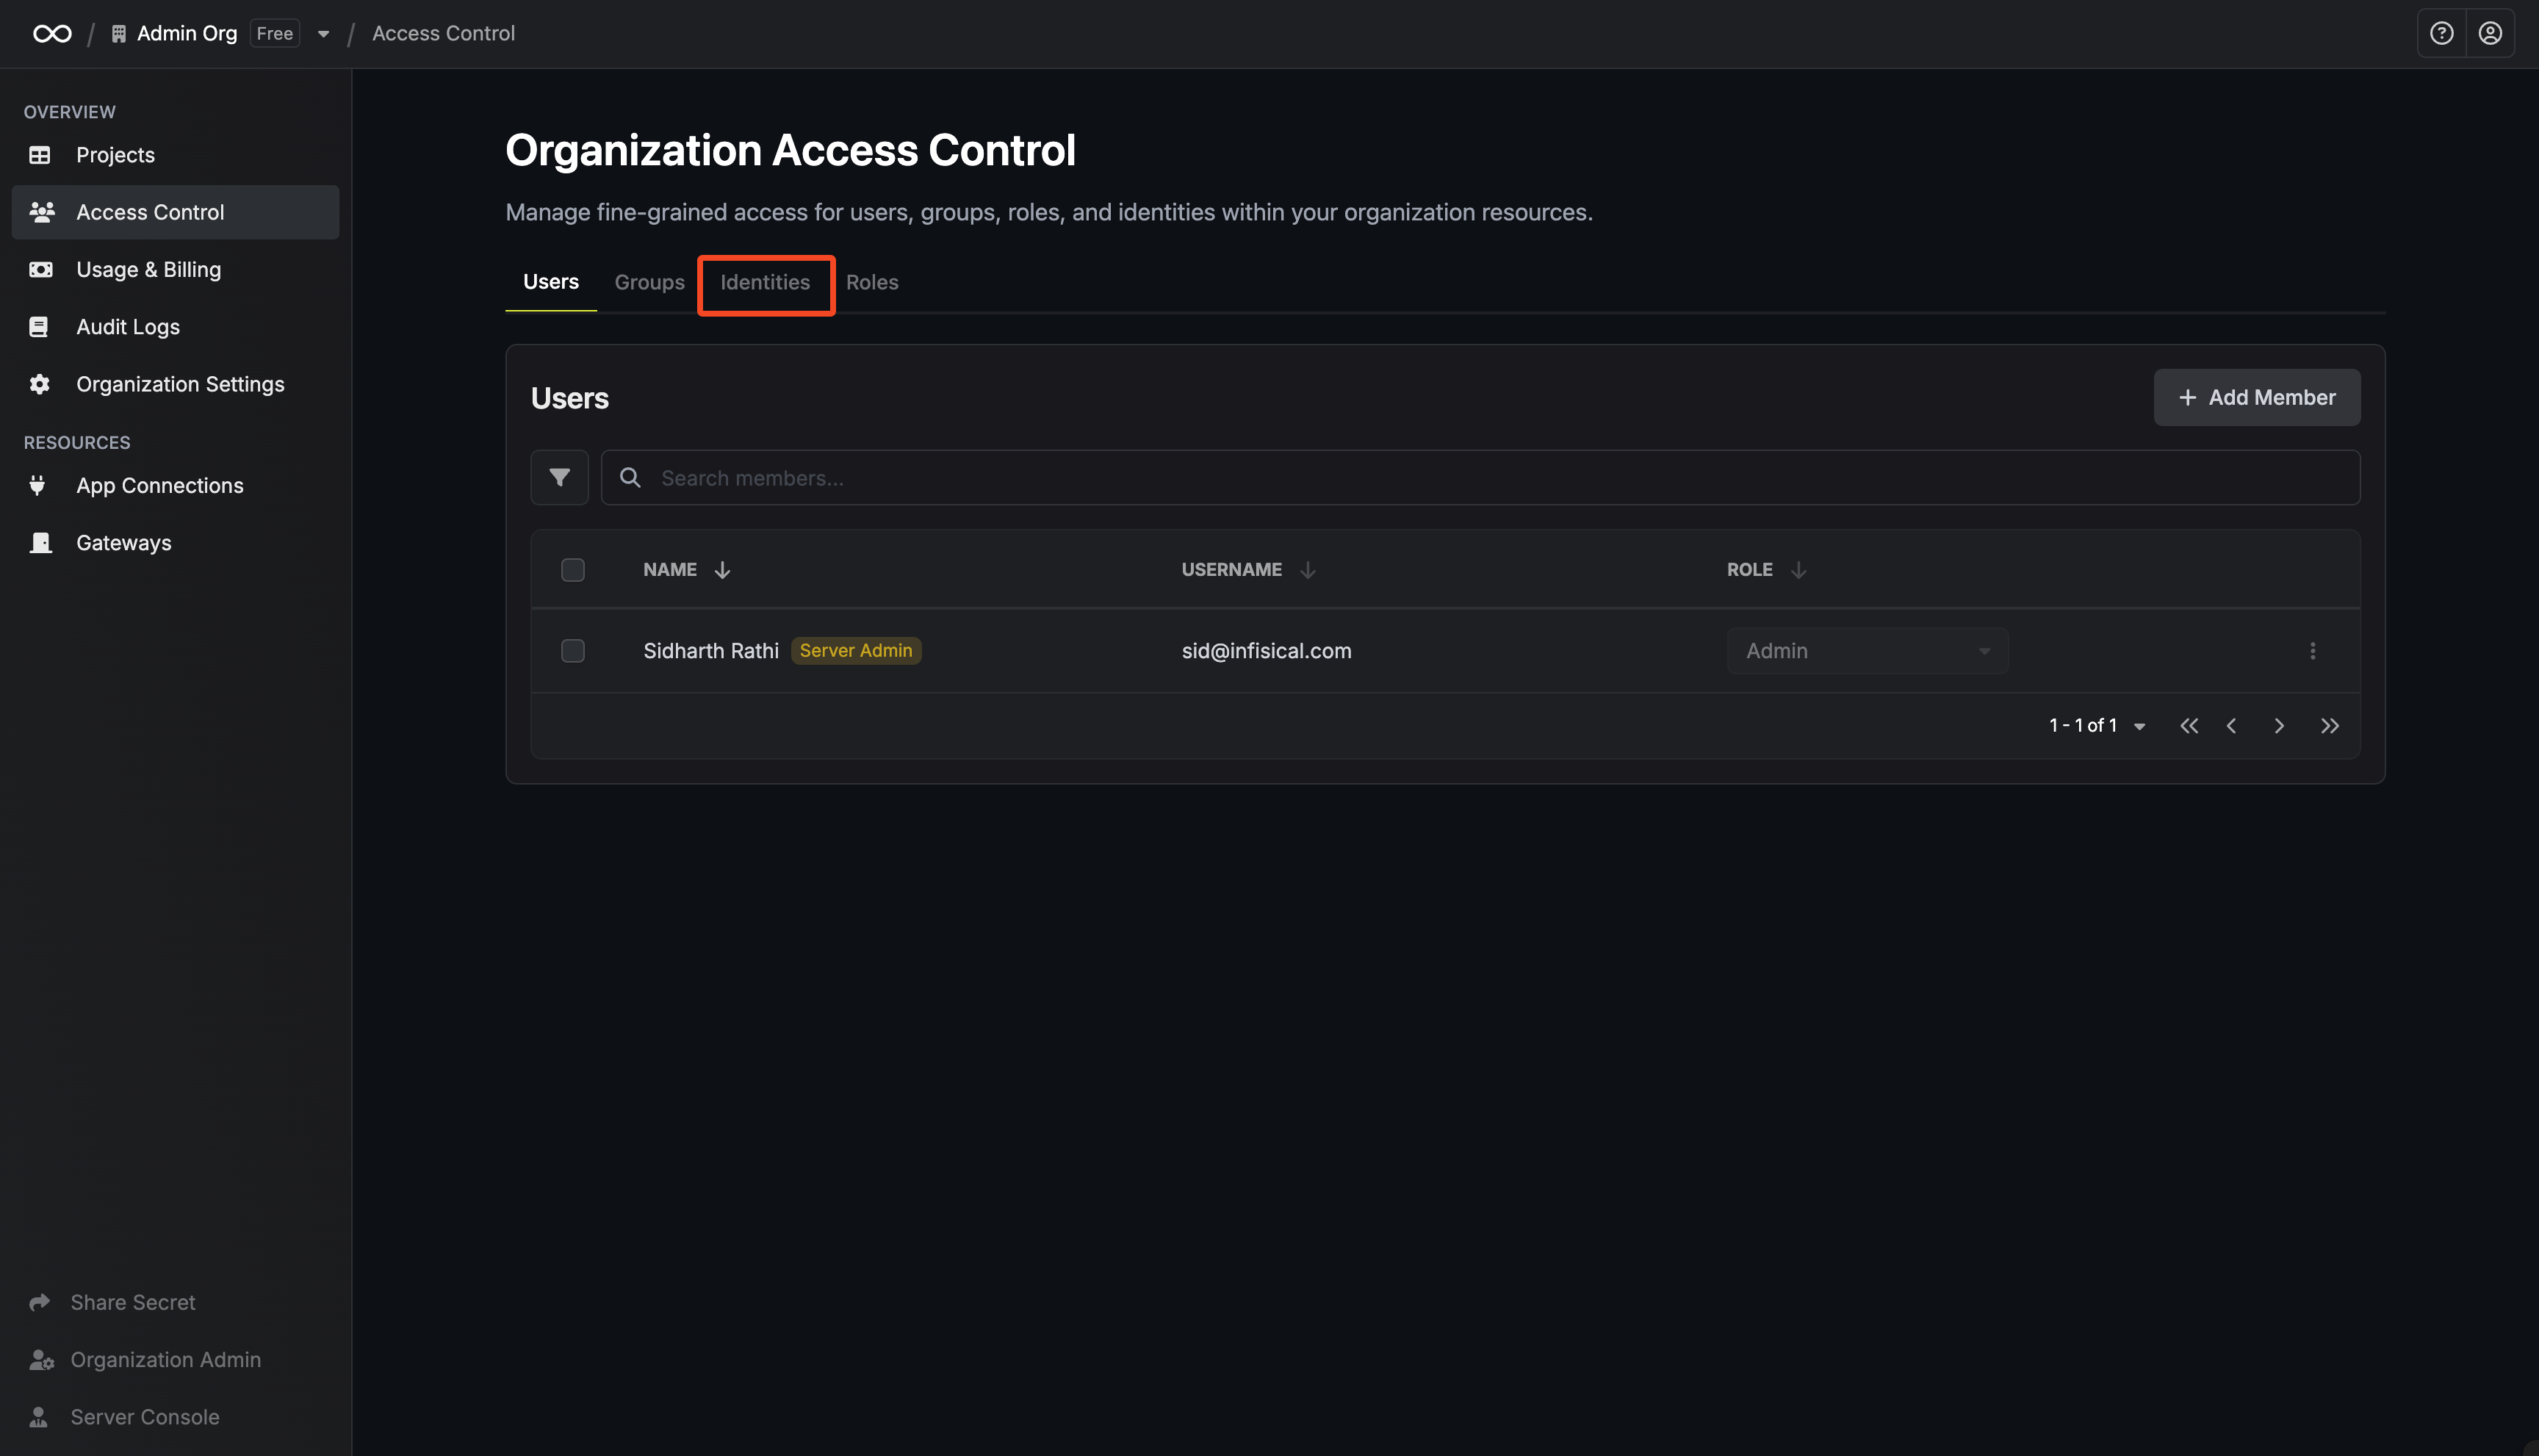 / Admin Org Free / Access Control
OVERVIEW
Projects
Access Control
Usage & Billing
Audit Logs
Organization Settings
RESOURCES
App Connections
Gateways
Share Secret
Organization Admin
Server Console
Organization Access Control
Manage fine-grained access for users, groups, roles, and identities within your organization resources.
Users Groups Identities Roles
Users
+ Add Member
Search members...
NAME USERNAME ROLE
Sidharth Rathi Server Admin sid@infisical.com Admin
1 - 1 of 1